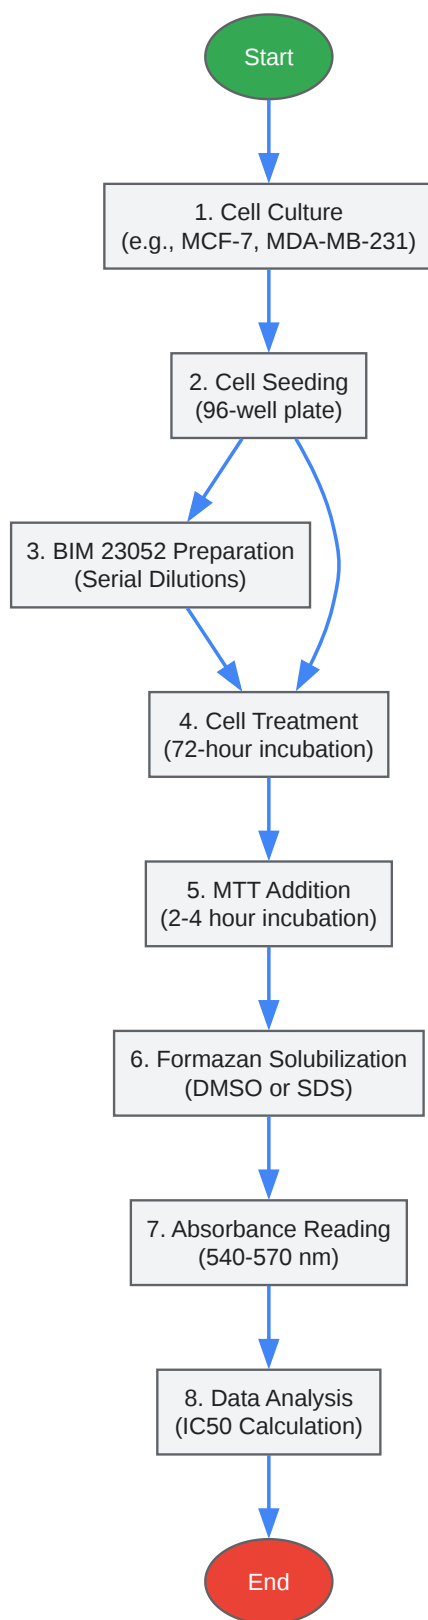 Start
1. Cell Culture
(e.g., MCF-7, MDA-MB-231)
2. Cell Seeding
(96-well plate)
3. BIM 23052 Preparation
(Serial Dilutions)
4. Cell Treatment
(72-hour incubation)
5. MTT Addition
(2-4 hour incubation)
6. Formazan Solubilization
(DMSO or SDS)
7. Absorbance Reading
(540-570 nm)
8. Data Analysis
(IC50 Calculation)
End